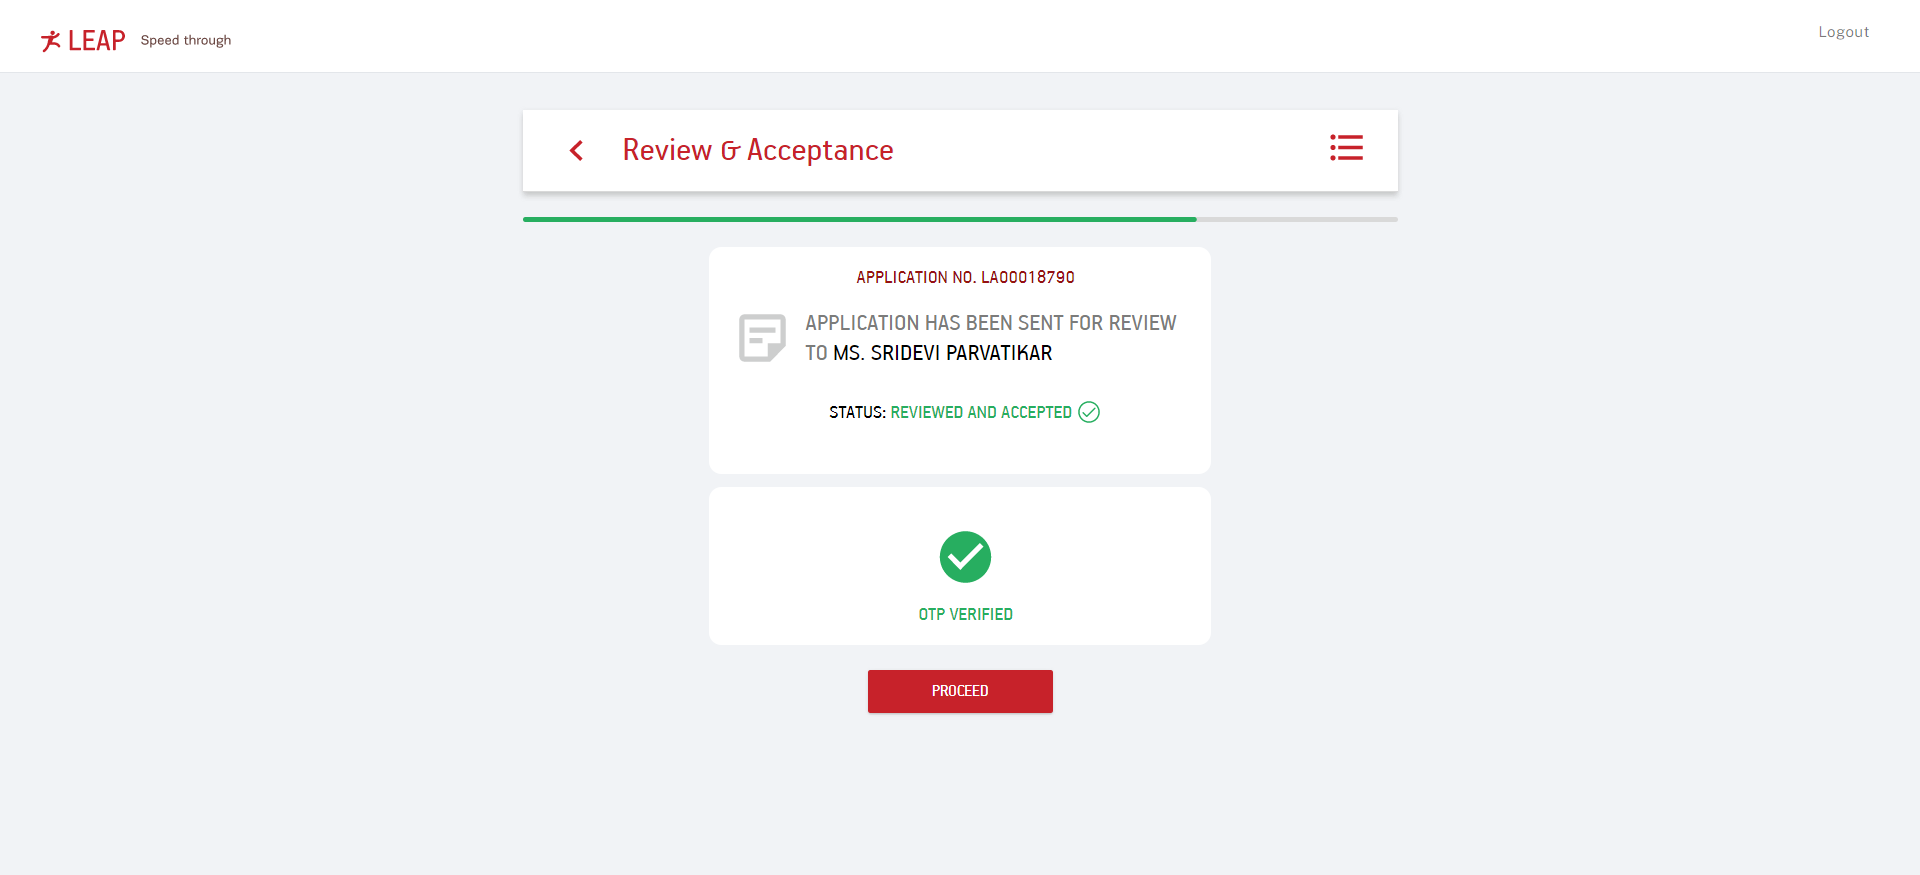 LEAP Speed through
Logout
Review & Acceptance
APPLICATION NO. LA00018790
APPLICATION HAS BEEN SENT FOR REVIEW
TO MS. SRIDEVI PARVATIKAR
STATUS: REVIEWED AND ACCEPTED
OTP VERIFIED
PROCEED